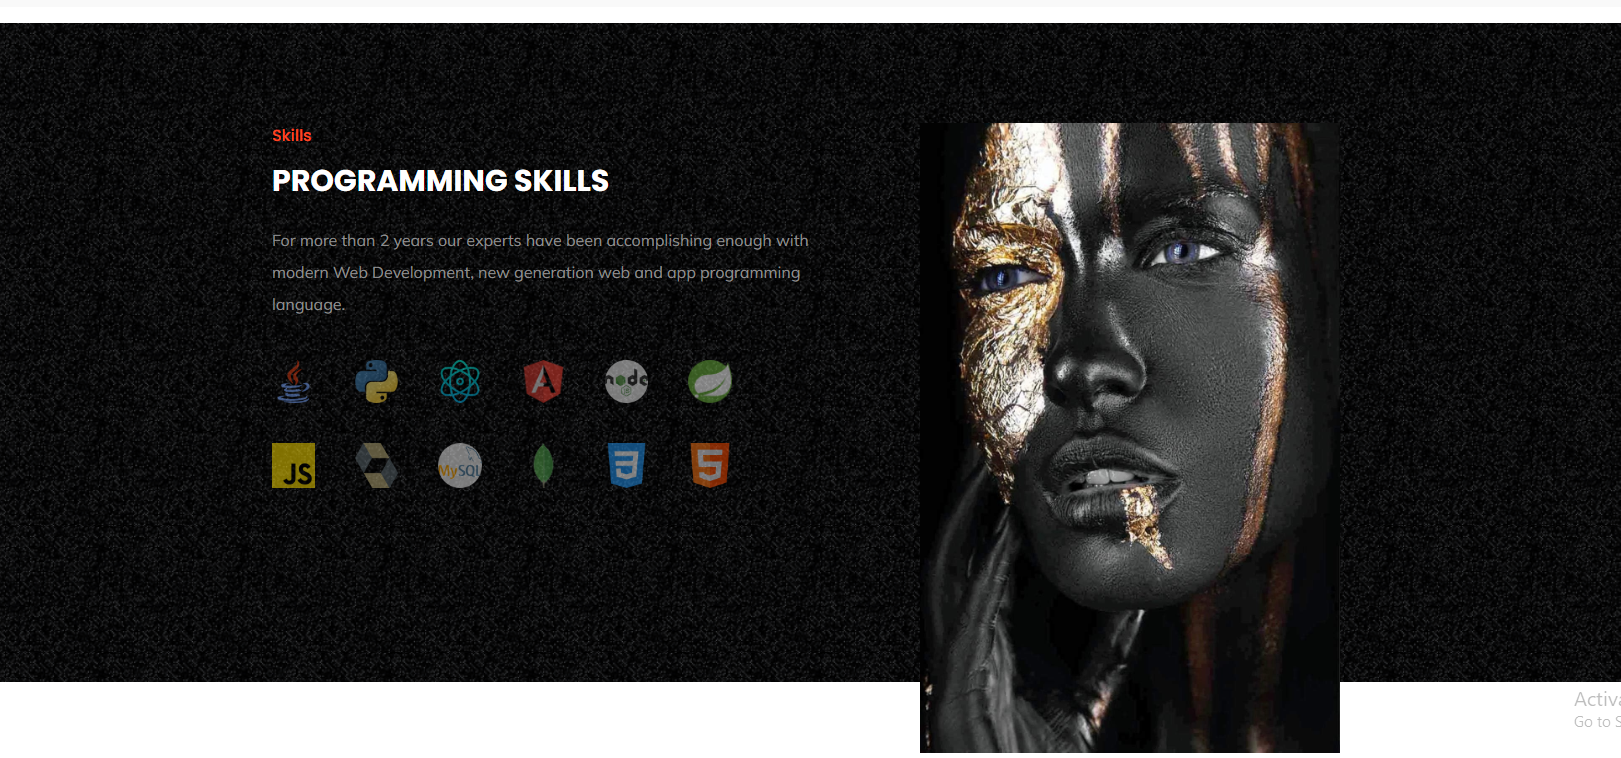 Skills
PROGRAMMING SKILLS
For more than 2 years our experts have been accomplishing enough with
modern Web Development, new generation web and app programming
language.
node
JS
JS
MySQL
Activa
Go to S